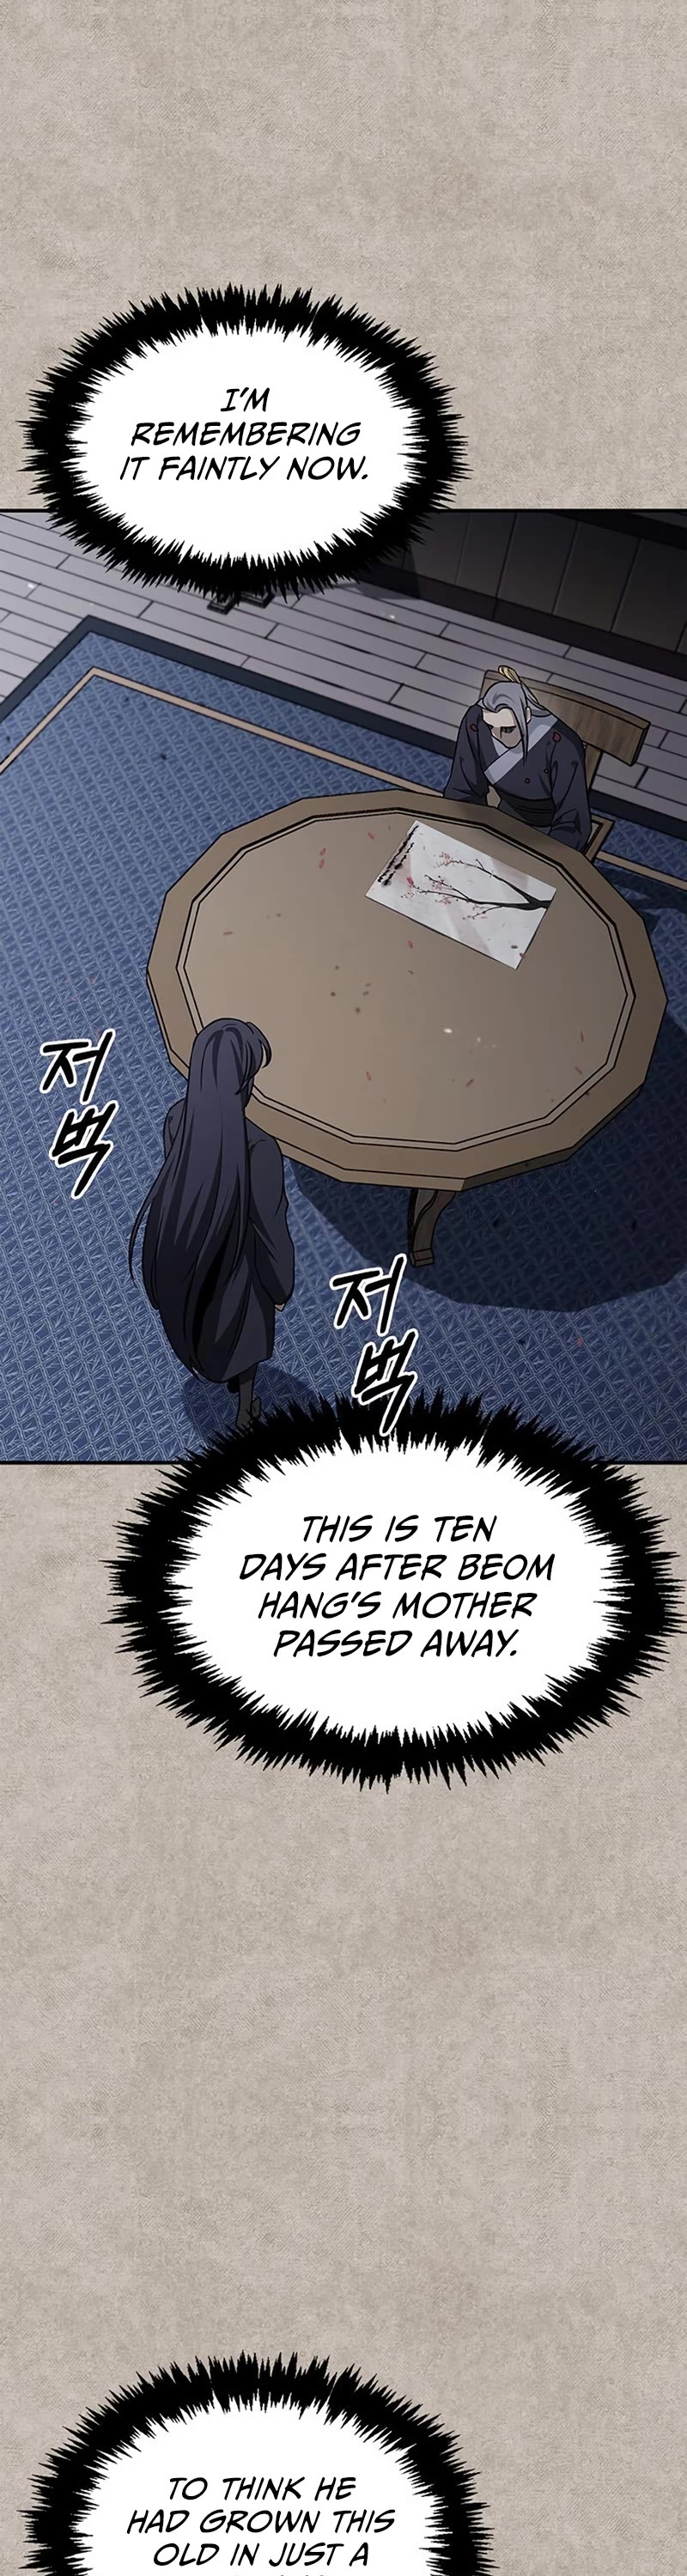 I'M
REMEMBERING
IT FAINTLY NOW.
저
벅
저
벅
THIS IS TEN
DAYS AFTER BEOM
HANG'S MOTHER
PASSED AWAY.
TO THINK HE
HAD GROWN THIS
OLD IN JUST A